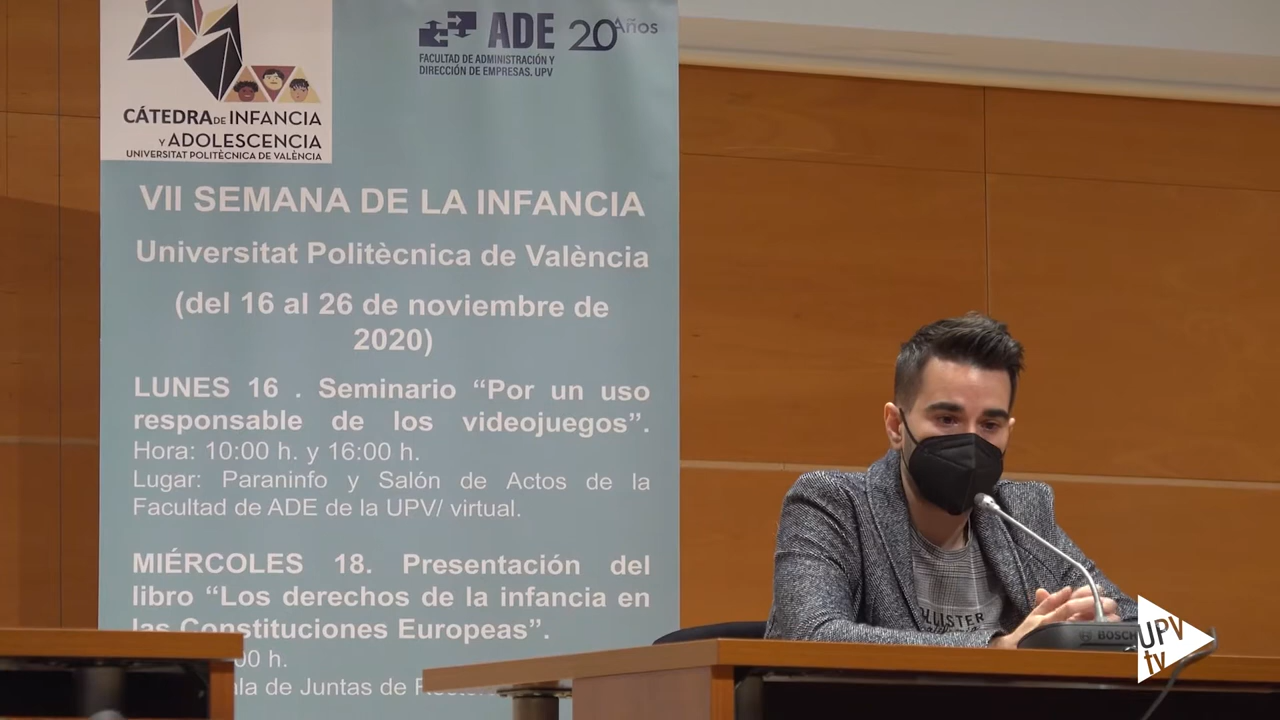 ADE 20 Años
FACULTAD DE ADMINISTRACIÓN Y
DIRECCIÓN DE EMPRESAS. UPV
CÁTEDRA DE INFANCIA
Y ADOLESCENCIA
UNIVERSITAT POLITÈCNICA DE VALÈNCIA
VII SEMANA DE LA INFANCIA
Universitat Politècnica de València
(del 16 al 26 de noviembre de
2020)
LUNES 16 . Seminario “Por un uso
responsable de los videojuegos”.
Hora: 10:00 h. y 16:00 h.
Lugar: Paraninfo y Salón de Actos de la
Facultad de ADE de la UPV/ virtual.
MIÉRCOLES 18. Presentación del
libro “Los derechos de la infancia en
las Constituciones Europeas”.
00 h.
de Juntas de
BOSCH
UPV
tv